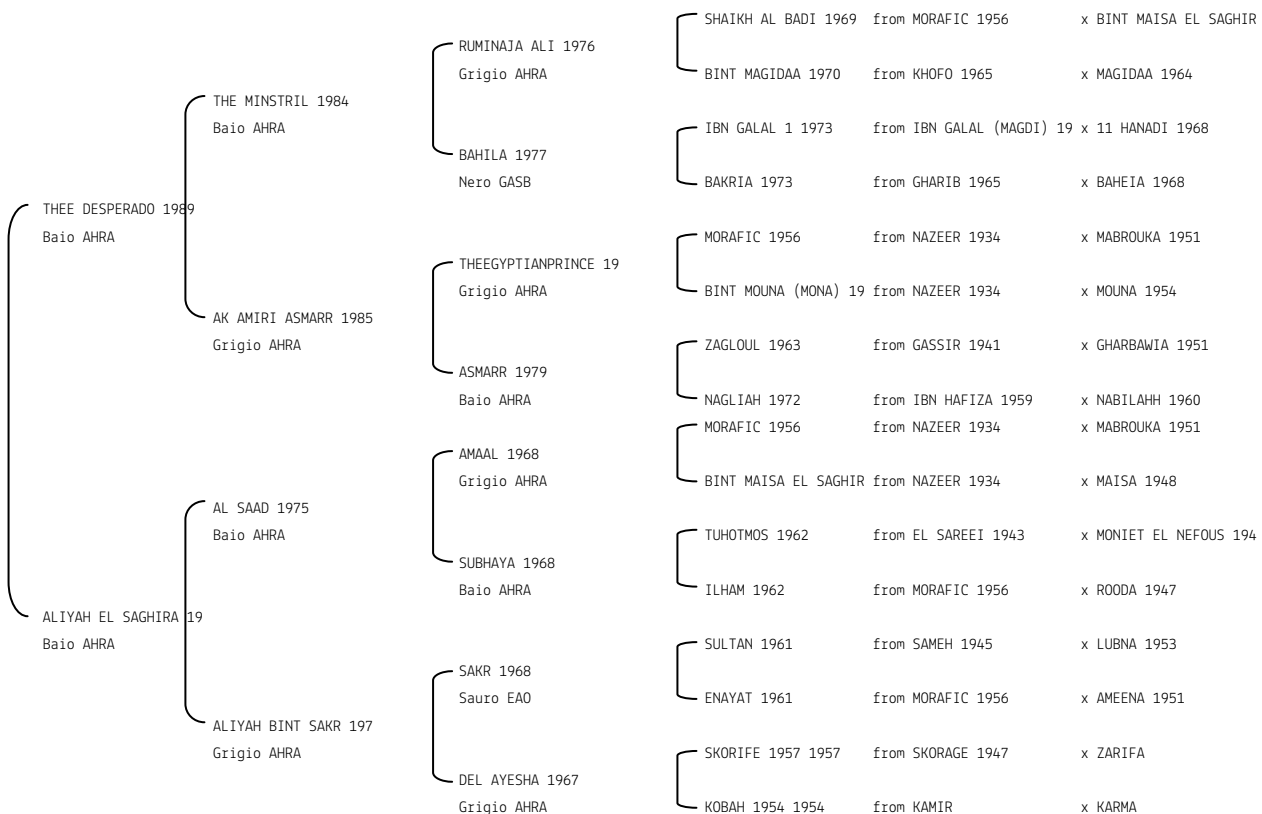 SHAIKH AL BADI 1969 from MORAFIC 1956 x BINT MAISA EL SAGHIR
RUMINAJA ALI 1976
Grigio AHRA
BINT MAGIDAA 1970 from KHOFO 1965 x MAGIDAA 1964
THE MINSTRIL 1984
Baio AHRA
IBN GALAL 1 1973 from IBN GALAL (MAGDI) 19 x 11 HANADI 1968
BAHILA 1977
Nero GASB
BAKRIA 1973 from GHARIB 1965 x BAHEIA 1968
THEE DESPERADO 1989
Baio AHRA
MORAFIC 1956 from NAZEER 1934 x MABROUKA 1951
THEEGYPTIANPRINCE 19
Grigio AHRA
BINT MOUNA (MONA) 19 from NAZEER 1934 x MOUNA 1954
AK AMIRI ASMARR 1985
Grigio AHRA
ZAGLOUL 1963 from GASSIR 1941 x GHARBAWIA 1951
ASMARR 1979
Baio AHRA
NAGLIAH 1972 from IBN HAFIZA 1959 x NABILAHH 1960
MORAFIC 1956 from NAZEER 1934 x MABROUKA 1951
AMAAL 1968
Grigio AHRA
BINT MAISA EL SAGHIR from NAZEER 1934 x MAISA 1948
AL SAAD 1975
Baio AHRA
TUHOTMOS 1962 from EL SAREEI 1943 x MONIET EL NEFOUS 194
SUBHAYA 1968
Baio AHRA
ILHAM 1962 from MORAFIC 1956 x ROODA 1947
ALIYAH EL SAGHIRA 19
Baio AHRA
SULTAN 1961 from SAMEH 1945 x LUBNA 1953
SAKR 1968
Sauro EAO
ENAYAT 1961 from MORAFIC 1956 x AMEENA 1951
ALIYAH BINT SAKR 197
Grigio AHRA
SKORIFE 1957 1957 from SKORAGE 1947 x ZARIFA
DEL AYESHA 1967
Grigio AHRA
KOBAH 1954 1954 from KAMIR x KARMA